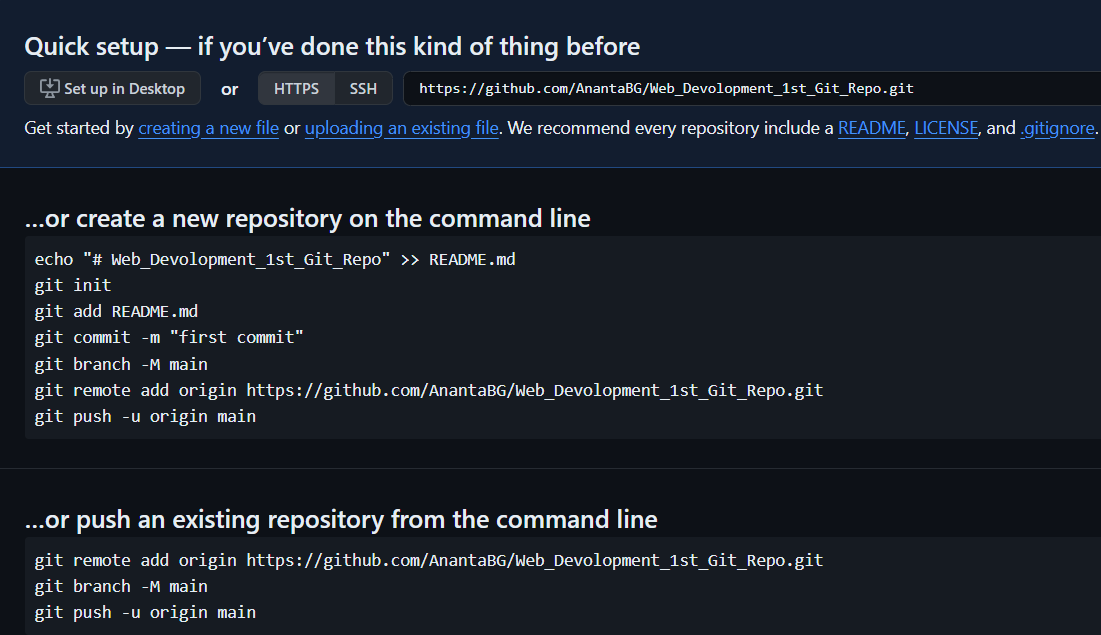 Quick setup — if you’ve done this kind of thing before
Set up in Desktop or HTTPS SSH https://github.com/AnantaBG/Web_Devolopment_1st_Git_Repo.git
Get started by creating a new file or uploading an existing file. We recommend every repository include a README, LICENSE, and .gitignore.
...or create a new repository on the command line
echo "# Web_Devolopment_1st_Git_Repo" >> README.md
git init
git add README.md
git commit -m "first commit"
git branch -M main
git remote add origin https://github.com/AnantaBG/Web_Devolopment_1st_Git_Repo.git
git push -u origin main
...or push an existing repository from the command line
git remote add origin https://github.com/AnantaBG/Web_Devolopment_1st_Git_Repo.git
git branch -M main
git push -u origin main